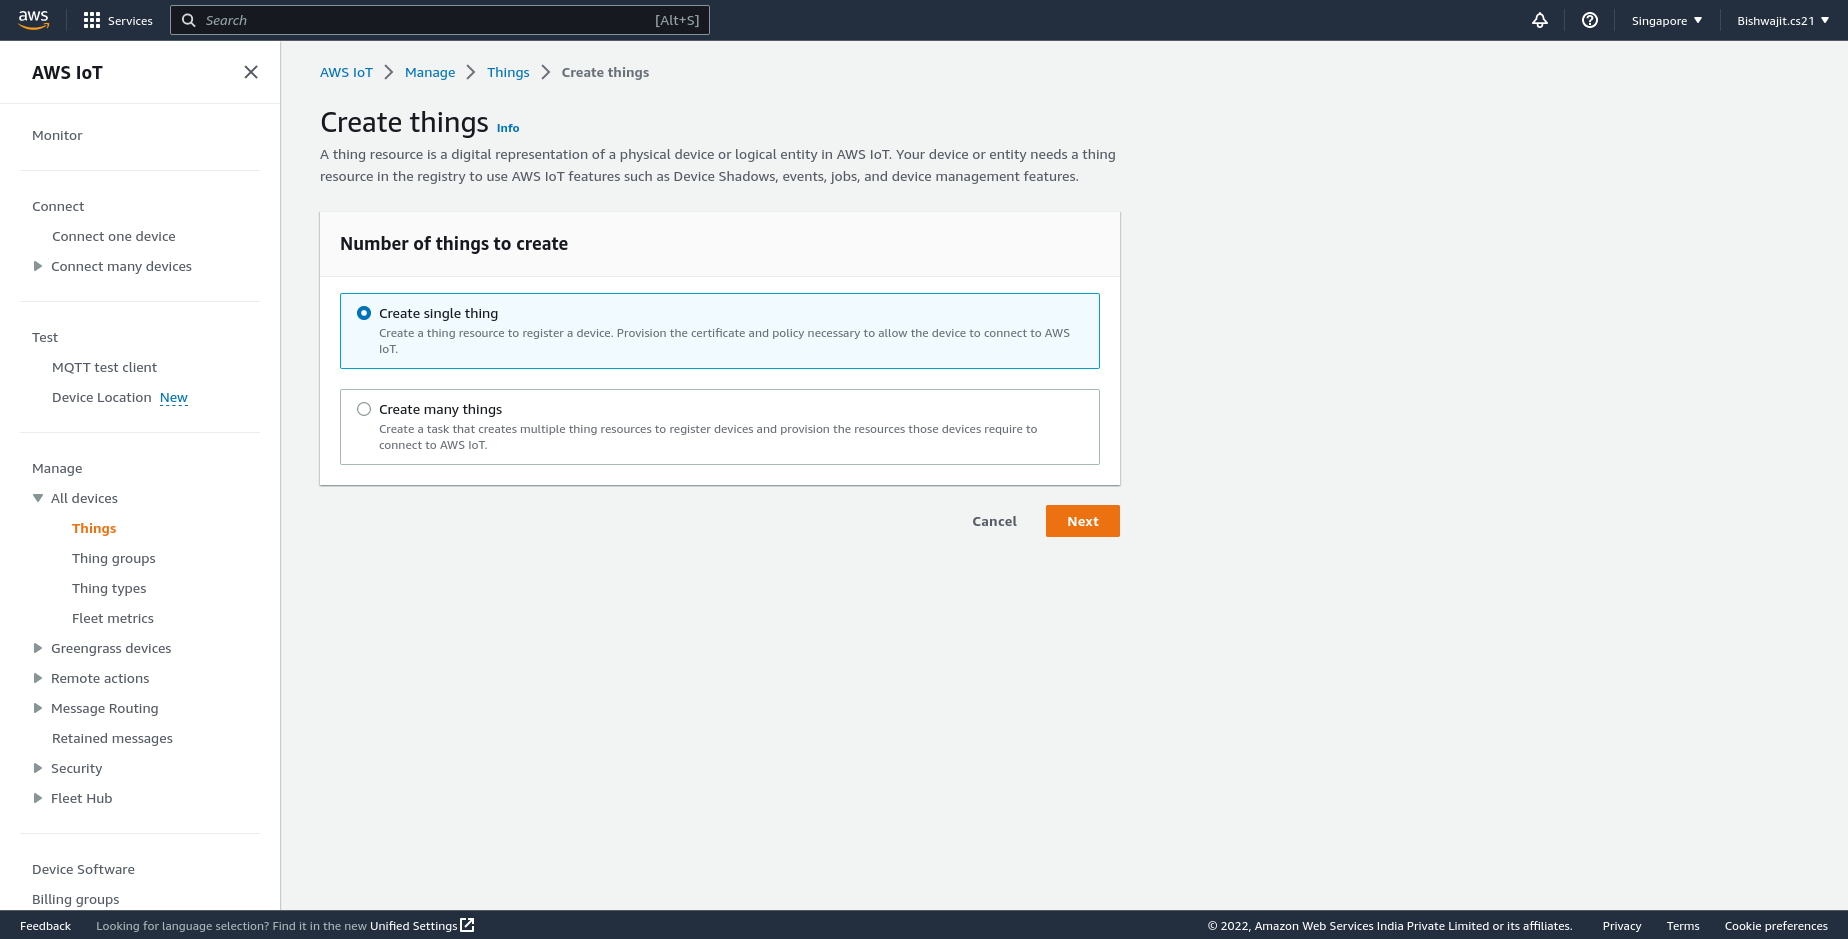 aws Services Search [Alt+S] Singapore Bishwajit.cs21
AWS IoT
Monitor
Connect
Connect one device
Connect many devices
Test
MQTT test client
Device Location New
Manage
All devices
Things
Thing groups
Thing types
Fleet metrics
Greengrass devices
Remote actions
Message Routing
Retained messages
Security
Fleet Hub
Device Software
Billing groups
AWS IoT Manage Things Create things
Create things Info
A thing resource is a digital representation of a physical device or logical entity in AWS IoT. Your device or entity needs a thing
resource in the registry to use AWS IoT features such as Device Shadows, events, jobs, and device management features.
Number of things to create
Create single thing
Create a thing resource to register a device. Provision the certificate and policy necessary to allow the device to connect to AWS
IoT.
Create many things
Create a task that creates multiple thing resources to register devices and provision the resources those devices require to
connect to AWS IoT.
Cancel Next
Feedback Looking for language selection? Find it in the new Unified Settings © 2022, Amazon Web Services India Private Limited or its affiliates. Privacy Terms Cookie preferences